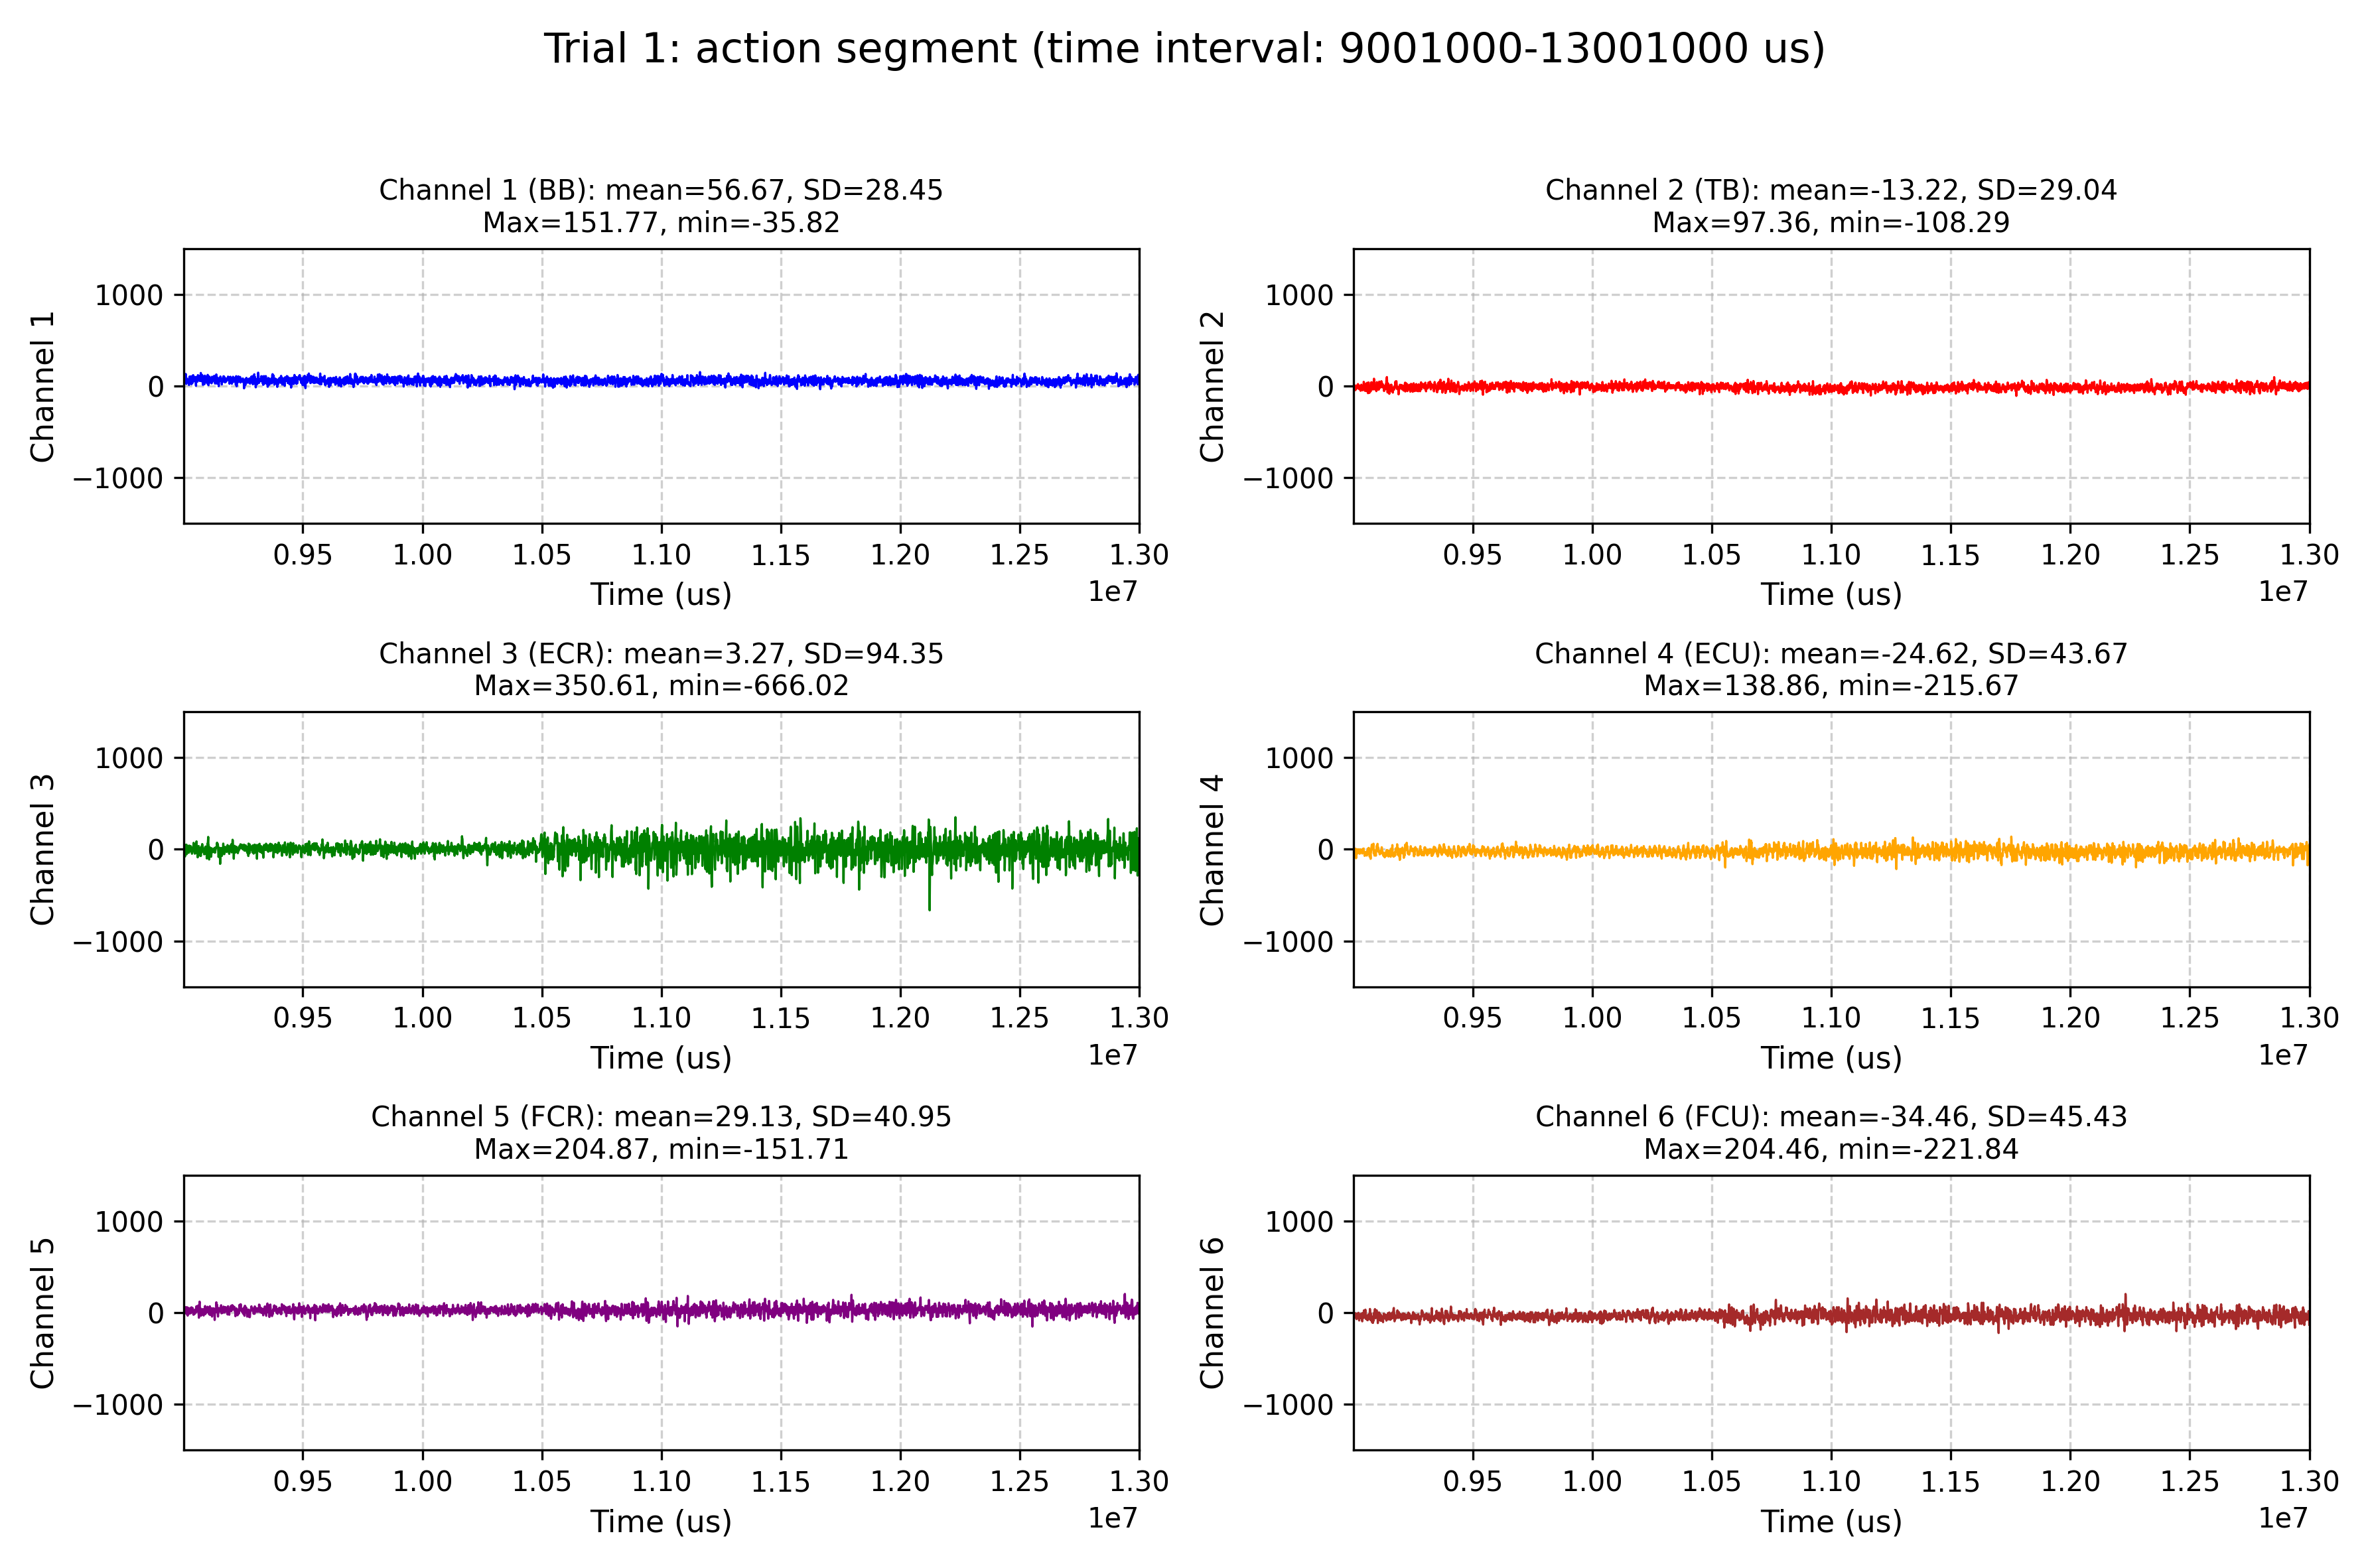 Trial 1: action segment (time interval: 9001000-13001000 us)
Channel 1 (BB): mean=56.67, SD=28.45
Max=151.77, min=-35.82
Channel 1
1000
0
−1000
0.95 1.00 1.05 1.10 1.15 1.20 1.25 1.30
Time (us)
1e7
Channel 2 (TB): mean=-13.22, SD=29.04
Max=97.36, min=-108.29
Channel 2
1000
0
−1000
0.95 1.00 1.05 1.10 1.15 1.20 1.25 1.30
Time (us)
1e7
Channel 3 (ECR): mean=3.27, SD=94.35
Max=350.61, min=-666.02
Channel 3
1000
0
−1000
0.95 1.00 1.05 1.10 1.15 1.20 1.25 1.30
Time (us)
1e7
Channel 4 (ECU): mean=-24.62, SD=43.67
Max=138.86, min=-215.67
Channel 4
1000
0
−1000
0.95 1.00 1.05 1.10 1.15 1.20 1.25 1.30
Time (us)
1e7
Channel 5 (FCR): mean=29.13, SD=40.95
Max=204.87, min=-151.71
Channel 5
1000
0
−1000
0.95 1.00 1.05 1.10 1.15 1.20 1.25 1.30
Time (us)
1e7
Channel 6 (FCU): mean=-34.46, SD=45.43
Max=204.46, min=-221.84
Channel 6
1000
0
−1000
0.95 1.00 1.05 1.10 1.15 1.20 1.25 1.30
Time (us)
1e7